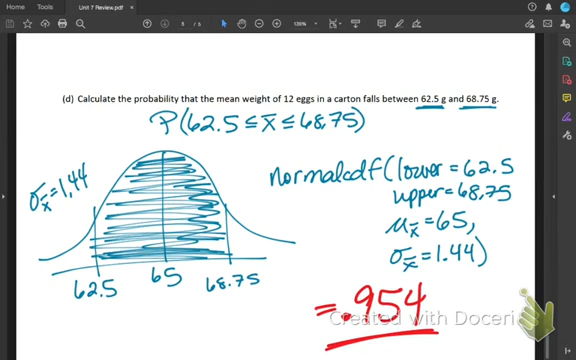 Home Tools Unit 7 Review.pdf ×
5 / 5 139%
(d) Calculate the probability that the mean weight of 12 eggs in a carton falls between 62.5 g and 68.75 g.
P(62.5 ≤ x̄ ≤ 68.75)
σx̄ = 1.44
normalcdf(lower = 62.5
upper = 68.75
μx̄ = 65,
σx̄ = 1.44)
62.5 65 68.75
= .954
Created with Doceri